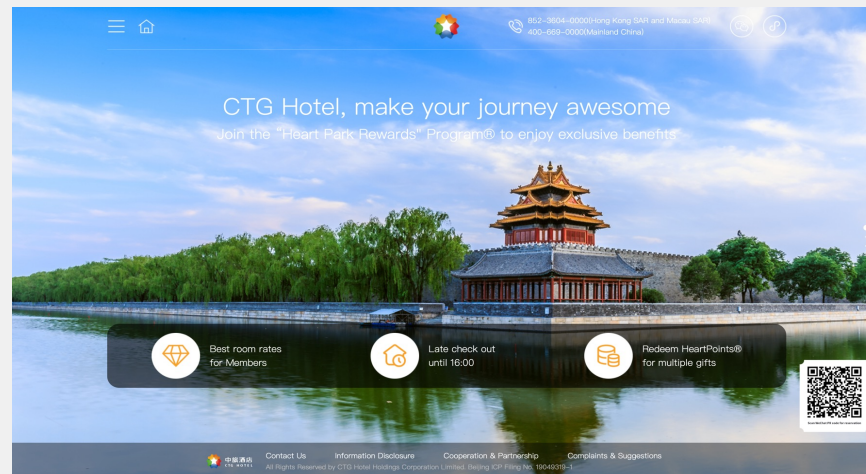 852-3604-0000(Hong Kong SAR and Macau SAR)
400-669-0000(Mainland China)
CTG Hotel, make your journey awesome
Join the "Heart Park Rewards" Program® to enjoy exclusive benefits
Best room rates
for Members
Late check out
until 16:00
Redeem HeartPoints®
for multiple gifts
中旅酒店
CTG HOTEL
Contact Us
Information Disclosure
Cooperation & Partnership
Complaints & Suggestions
All Rights Reserved by CTG Hotel Holdings Corporation Limited. Beijing ICP Filing No. 19049319-1